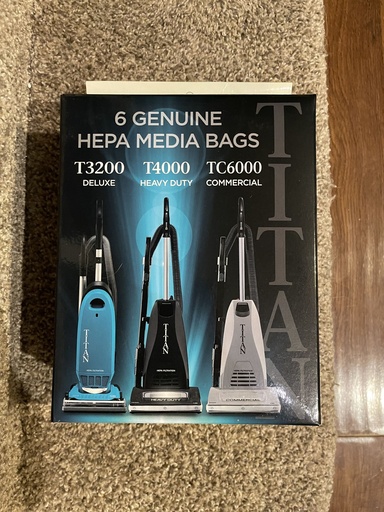 6 GENUINE
HEPA MEDIA BAGS
T3200 T4000 TC6000
DELUXE HEAVY DUTY COMMERCIAL
TITAN
TITAN
TITAN
TITAN
HEAVY DUTY
COMMERCIAL